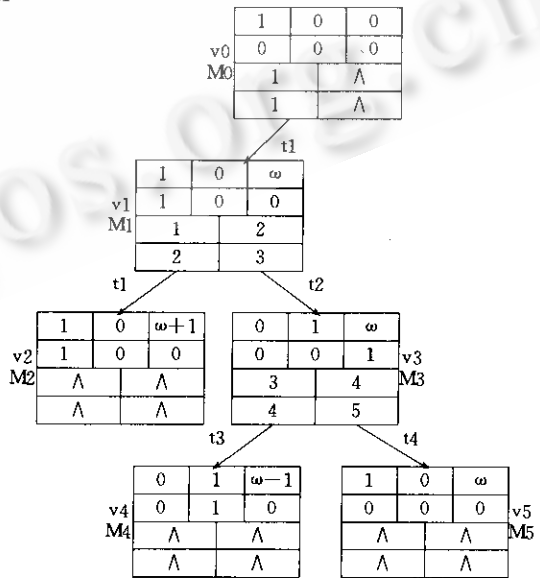 1 0 0
v0 0 0 0
M0 1 Λ
1 Λ
t1
1 0 ω
v1 1 0 0
M1 1 2
2 3
t1 t2
1 0 ω+1
v2 1 0 0
M2 Λ Λ
Λ Λ
0 1 ω
0 0 1 v3
3 4 M3
4 5
t3 t4
0 1 ω−1
v4 0 1 0
M4 Λ Λ
Λ Λ
1 0 ω
0 0 0 v5
Λ Λ M5
Λ Λ